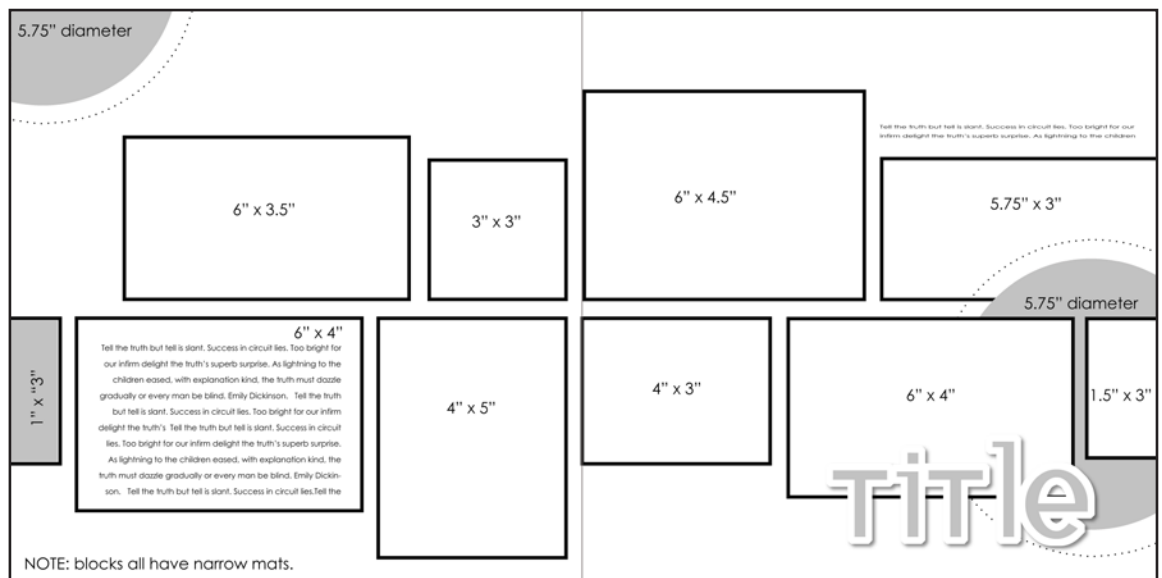 5.75” diameter
6” x 3.5”
3” x 3”
6” x 4.5”
Tell the truth but tell is slant. Success in circuit lies. Too bright for our
infirm delight the truth’s superb surprise. As lightning to the children
5.75” x 3”
5.75” diameter
1” x “3”
6” x 4”
Tell the truth but tell is slant. Success in circuit lies. Too bright for
our infirm delight the truth’s superb surprise. As lightning to the
children eased, with explanation kind, the truth must dazzle
gradually or every man be blind. Emily Dickinson. Tell the truth
but tell is slant. Success in circuit lies. Too bright for our infirm
delight the truth’s Tell the truth but tell is slant. Success in circuit
lies. Too bright for our infirm delight the truth’s superb surprise.
As lightning to the children eased, with explanation kind, the
truth must dazzle gradually or every man be blind. Emily Dickin-
son. Tell the truth but tell is slant. Success in circuit lies.Tell the
4” x 5”
4” x 3”
6” x 4”
1.5” x 3”
TiTle
NOTE: blocks all have narrow mats.